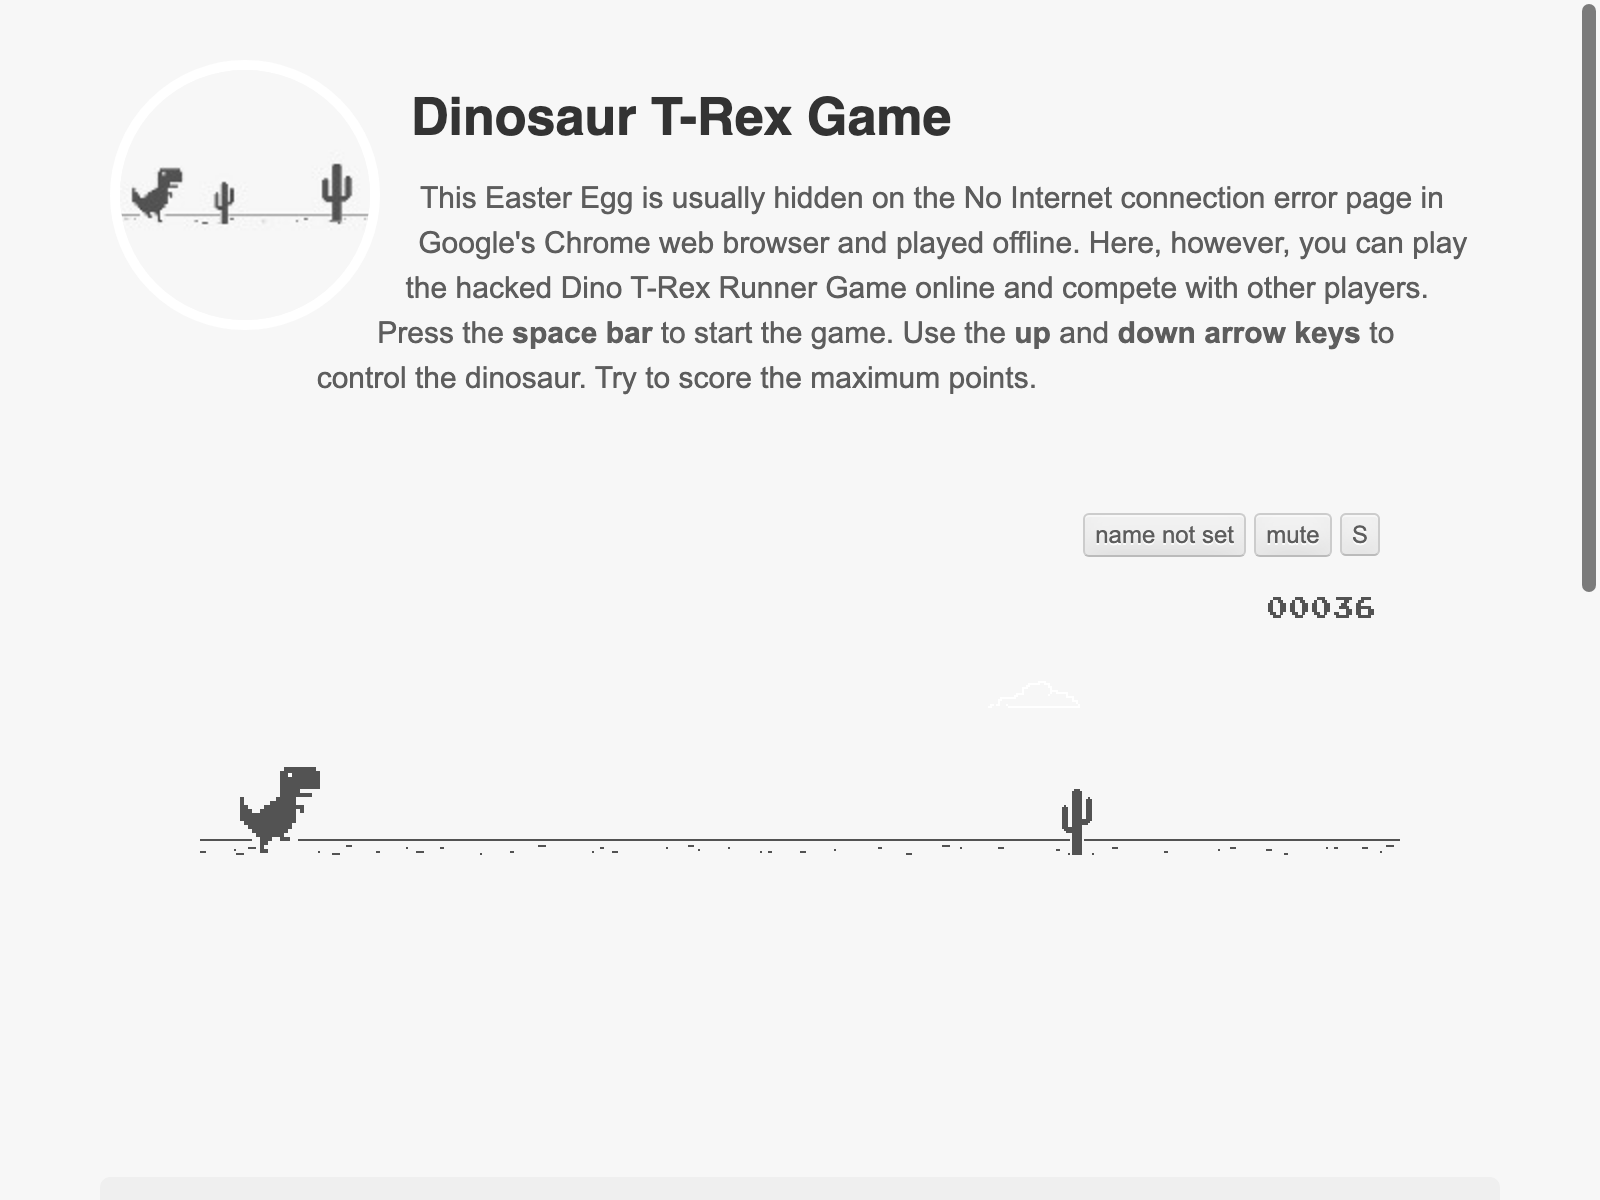 Dinosaur T-Rex Game
This Easter Egg is usually hidden on the No Internet connection error page in
Google's Chrome web browser and played offline. Here, however, you can play
the hacked Dino T-Rex Runner Game online and compete with other players.
Press the space bar to start the game. Use the up and down arrow keys to
control the dinosaur. Try to score the maximum points.
name not set mute S
00036